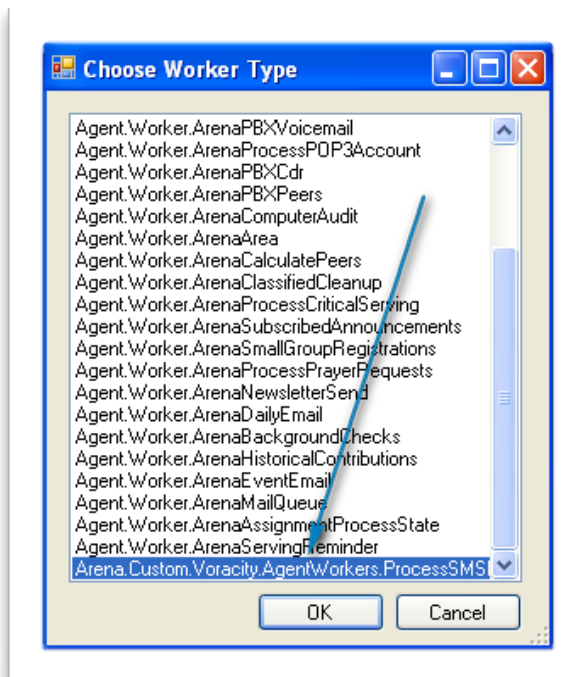 Choose Worker Type
Agent.Worker.ArenaPBXVoicemail
Agent.Worker.ArenaProcessPOP3Account
Agent.Worker.ArenaPBXCdr
Agent.Worker.ArenaPBXPeers
Agent.Worker.ArenaComputerAudit
Agent.Worker.ArenaArea
Agent.Worker.ArenaCalculatePeers
Agent.Worker.ArenaClassifiedCleanup
Agent.Worker.ArenaProcessCriticalServing
Agent.Worker.ArenaSubscribedAnnouncements
Agent.Worker.ArenaSmallGroupRegistrations
Agent.Worker.ArenaProcessPrayerRequests
Agent.Worker.ArenaNewsletterSend
Agent.Worker.ArenaDailyEmail
Agent.Worker.ArenaBackgroundChecks
Agent.Worker.ArenaHistoricalContributions
Agent.Worker.ArenaEventEmail
Agent.Worker.ArenaMailQueue
Agent.Worker.ArenaAssignmentProcessState
Agent.Worker.ArenaServingReminder
Arena.Custom.Voracity.AgentWorkers.ProcessSMS
OK Cancel